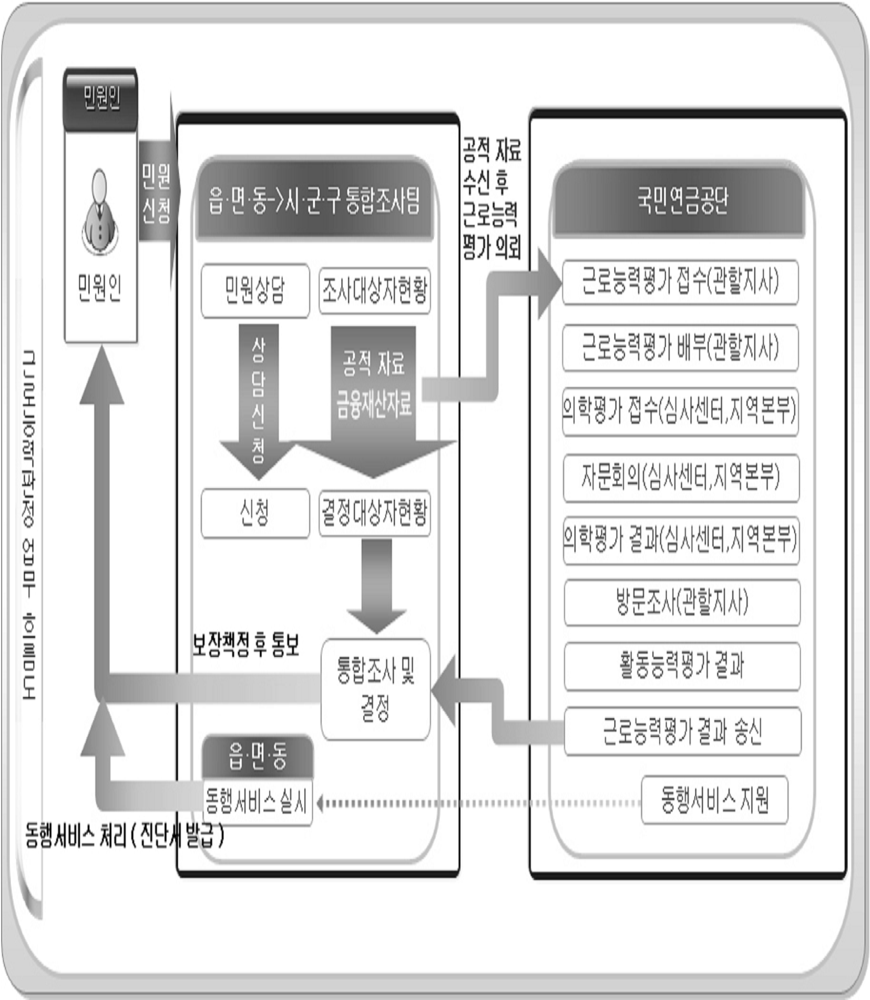 근로능력판정 업무 흐름도
민원인
민원인
민원
신청
읍·면·동->시·군·구 통합조사팀
민원상담
조사대상자현황
상
담
신
청
공적 자료
금융재산자료
신청
결정대상자현황
보장책정 후 통보
통합조사 및
결정
읍·면·동
동행서비스 실시
동행서비스 처리 ( 진단서 발급 )
공적 자료
수신 후
근로능력
평가 의뢰
국민연금공단
근로능력평가 접수(관할지사)
근로능력평가 배부(관할지사)
의학평가 접수(심사센터,지역본부)
자문회의(심사센터,지역본부)
의학평가 결과(심사센터,지역본부)
방문조사(관할지사)
활동능력평가 결과
근로능력평가 결과 송신
동행서비스 지원